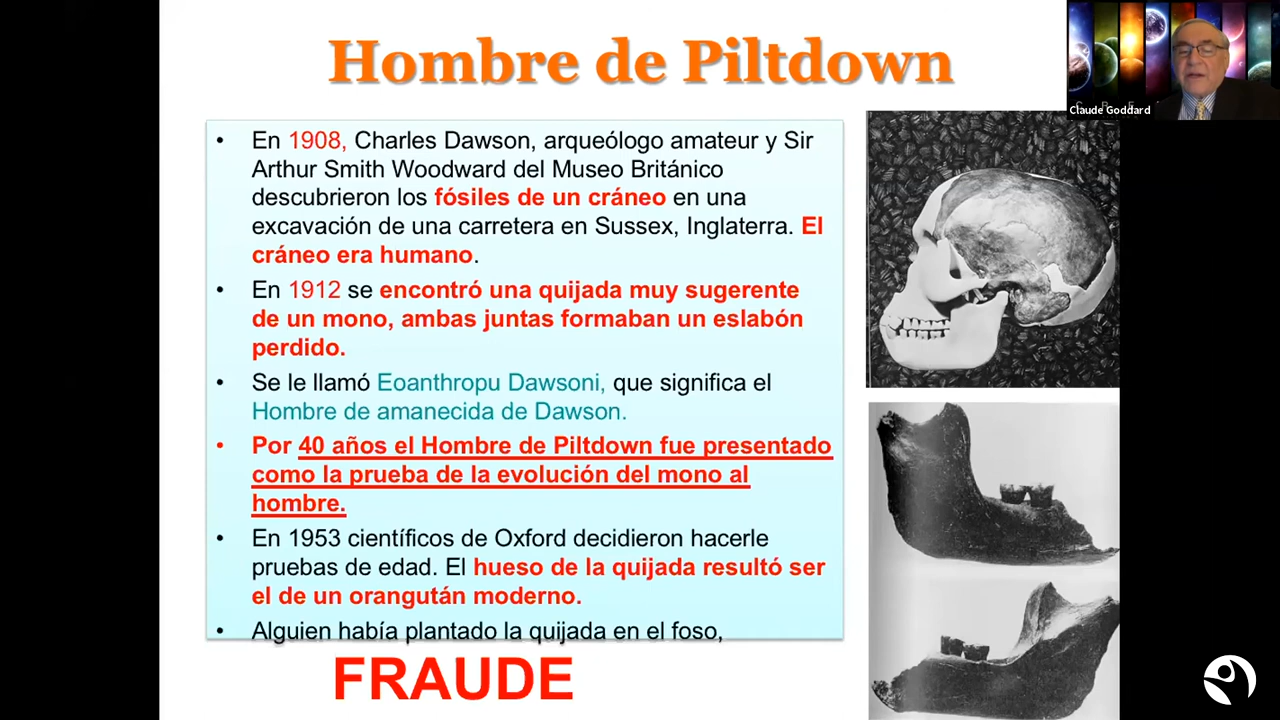 Hombre de Piltdown
Claude Goddard
• En 1908, Charles Dawson, arqueólogo amateur y Sir
Arthur Smith Woodward del Museo Británico
descubrieron los fósiles de un cráneo en una
excavación de una carretera en Sussex, Inglaterra. El
cráneo era humano.
• En 1912 se encontró una quijada muy sugerente
de un mono, ambas juntas formaban un eslabón
perdido.
• Se le llamó Eoanthropu Dawsoni, que significa el
Hombre de amanecida de Dawson.
• Por 40 años el Hombre de Piltdown fue presentado
como la prueba de la evolución del mono al
hombre.
• En 1953 científicos de Oxford decidieron hacerle
pruebas de edad. El hueso de la quijada resultó ser
el de un orangután moderno.
• Alguien había plantado la quijada en el foso,
FRAUDE